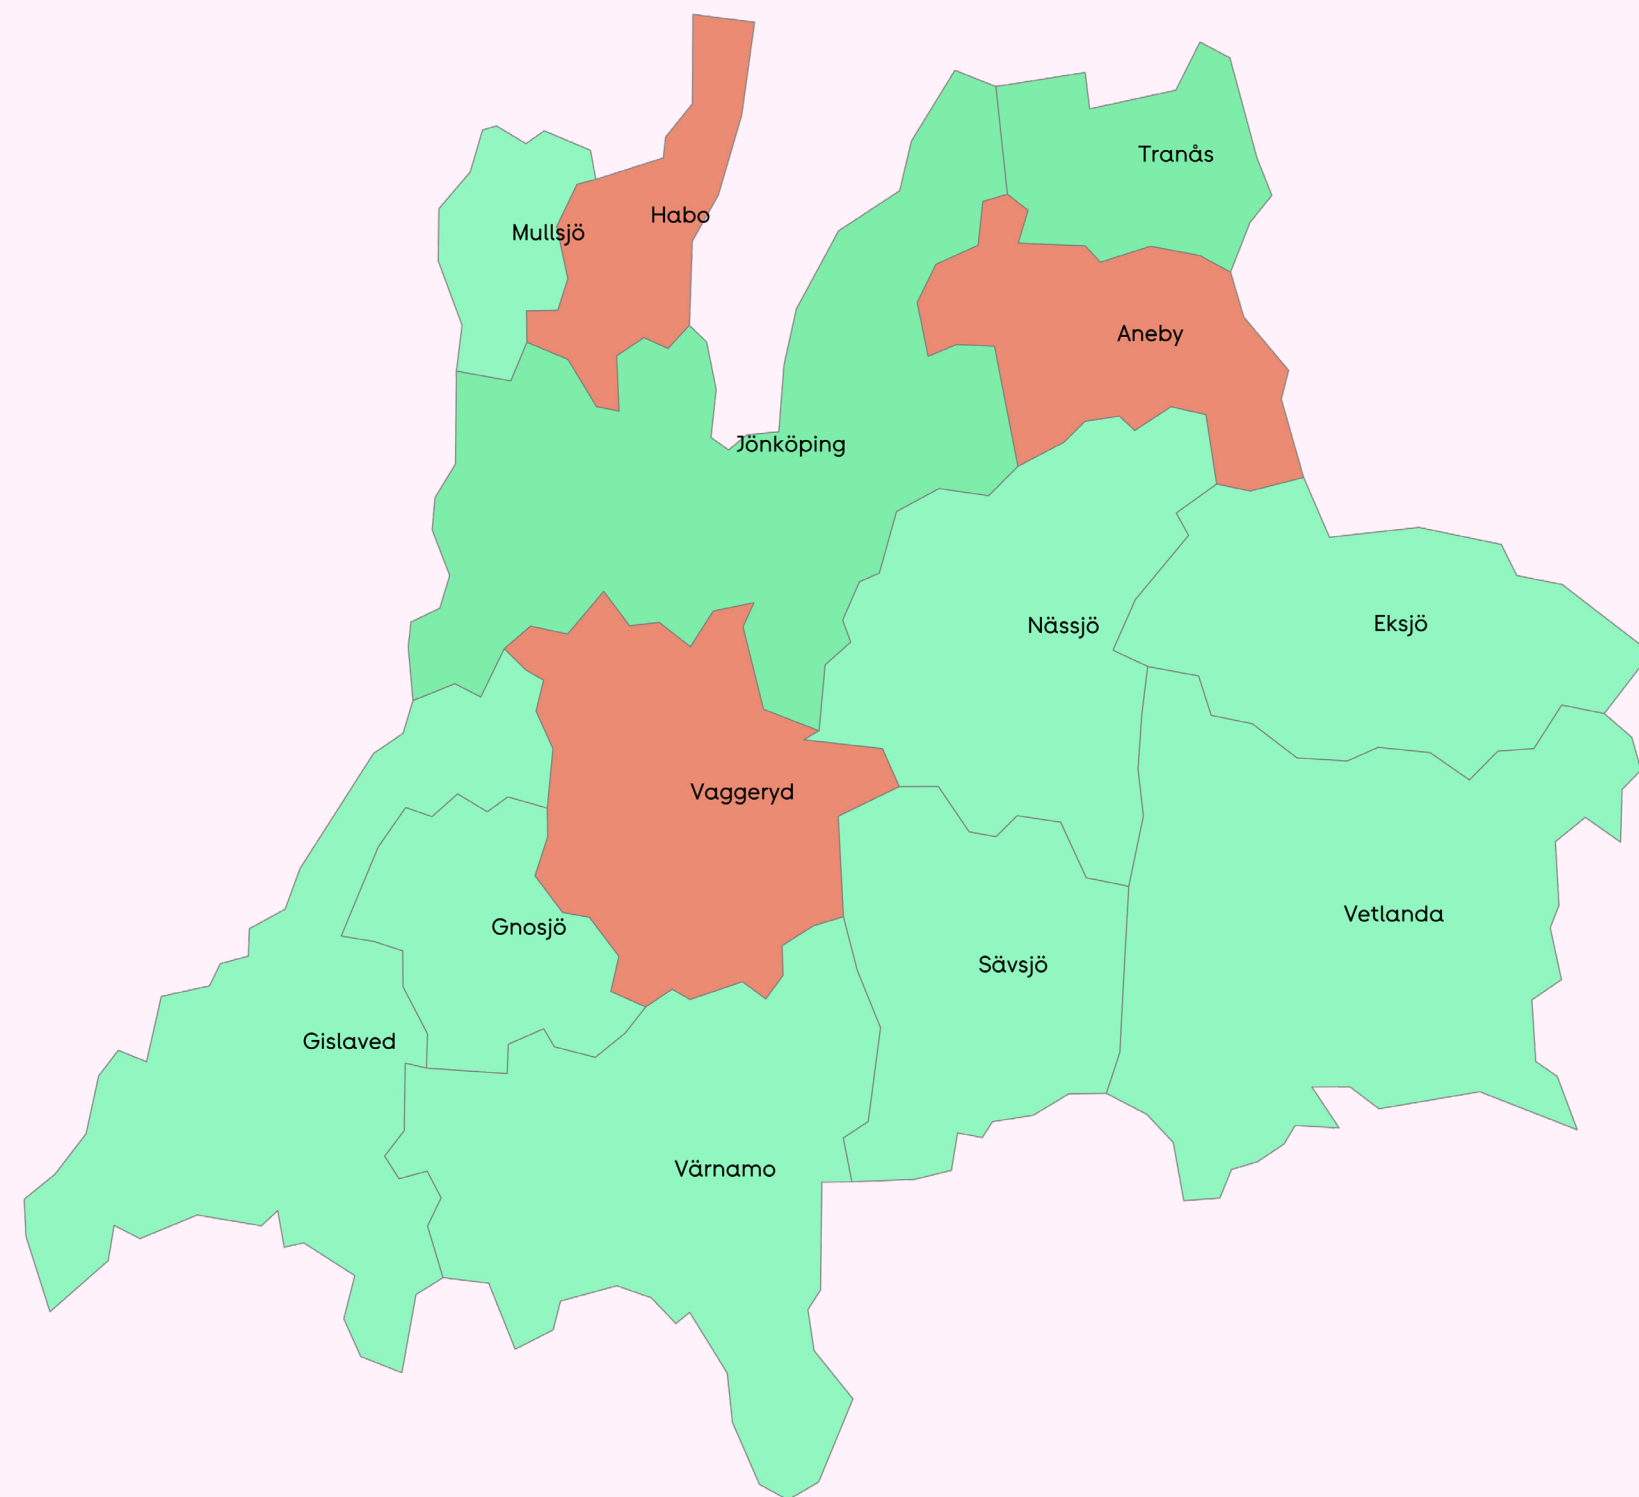 Tranås
Habo
Mullsjö
Aneby
Jönköping
Eksjö
Nässjö
Vaggeryd
Vetlanda
Gnosjö
Sävsjö
Gislaved
Värnamo